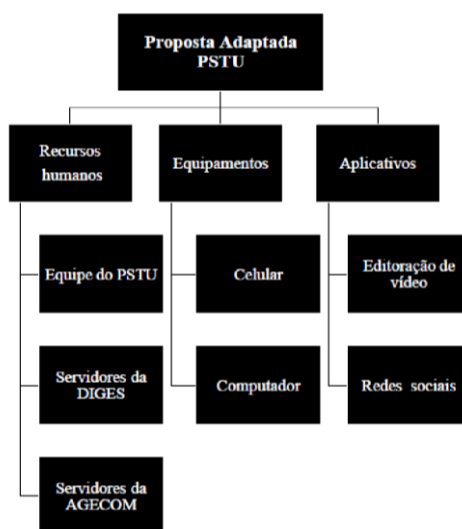 Proposta Adaptada
PSTU
Recursos
humanos
Equipamentos
Aplicativos
Equipe do PSTU
Celular
Editoração de
vídeo
Servidores da
DIGES
Computador
Redes sociais
Servidores da
AGECOM